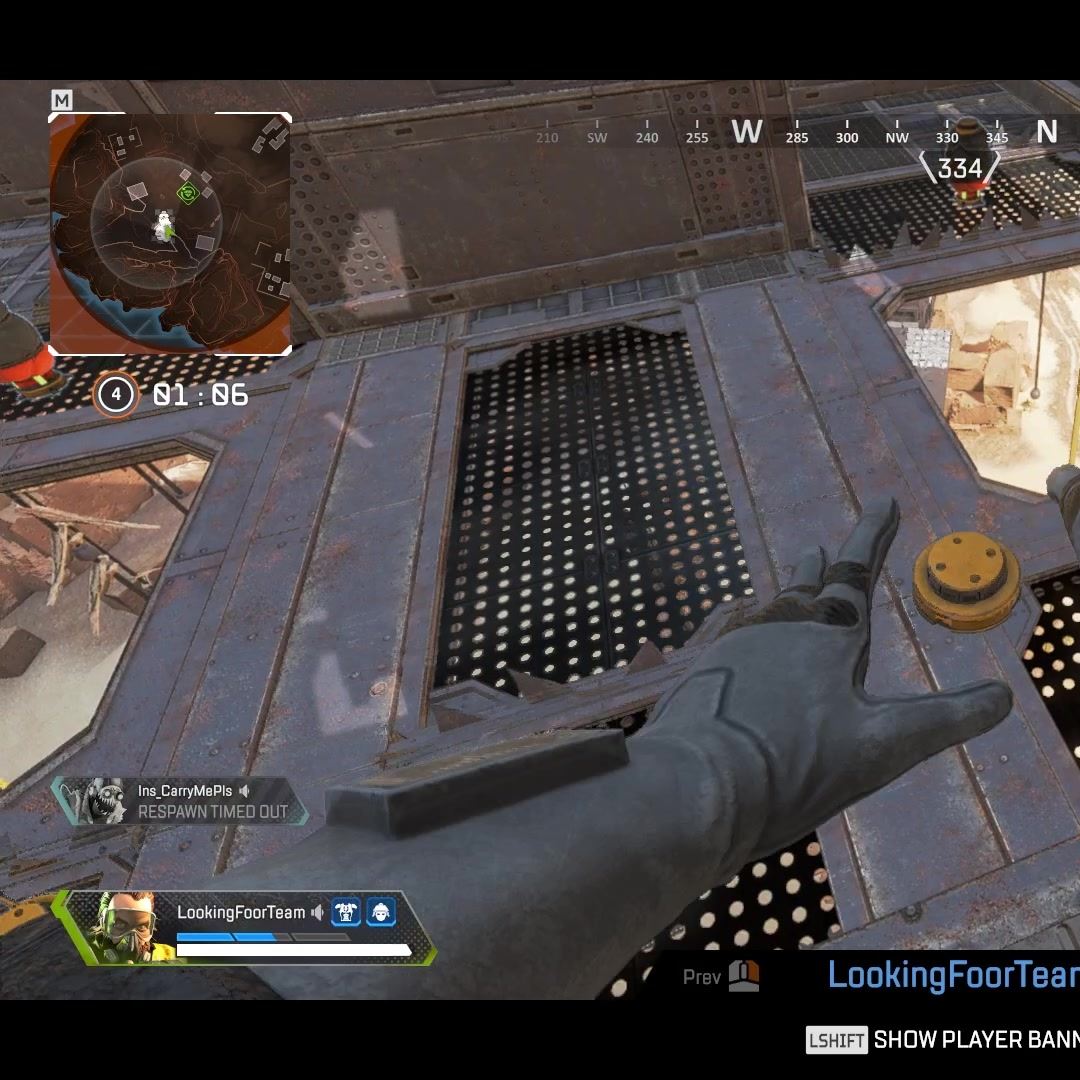 M
210 SW 240 255 W 285 300 NW 330 345 N
334
4 01:06
Ins_CarryMePls
RESPAWN TIMED OUT
LookingFoorTeam
Prev LookingFoorTeam
LSHIFT SHOW PLAYER BANN